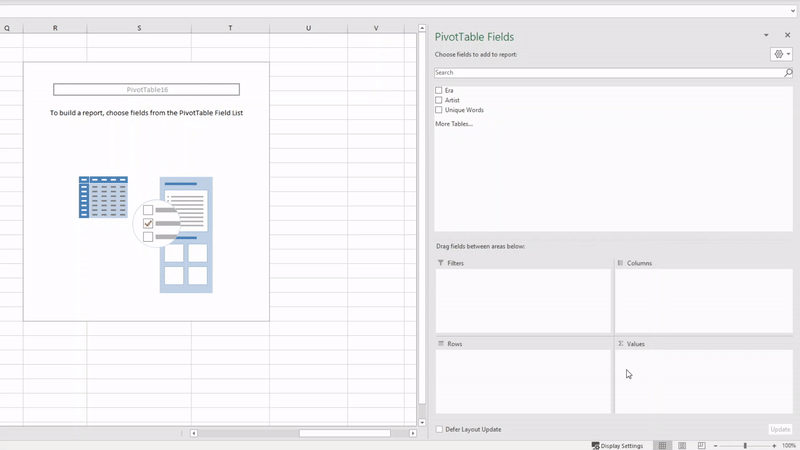 Q R S T U V
PivotTable16
To build a report, choose fields from the PivotTable Field List
PivotTable Fields
Choose fields to add to report:
Search
Era
Artist
Unique Words
More Tables...
Drag fields between areas below:
Filters
Columns
Rows
Σ Values
Defer Layout Update
Update
Display Settings
100%